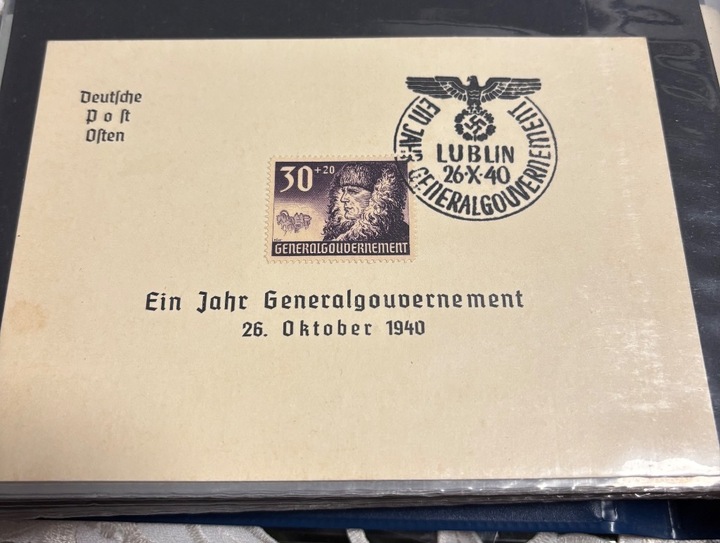 Deutsche
Post
Osten
EIN JAHR GENERALGOUVERNEMENT
LUBLIN
26·X·40
30+20
GENERALGOUVERNEMENT
Ein Jahr Generalgouvernement
26. Oktober 1940